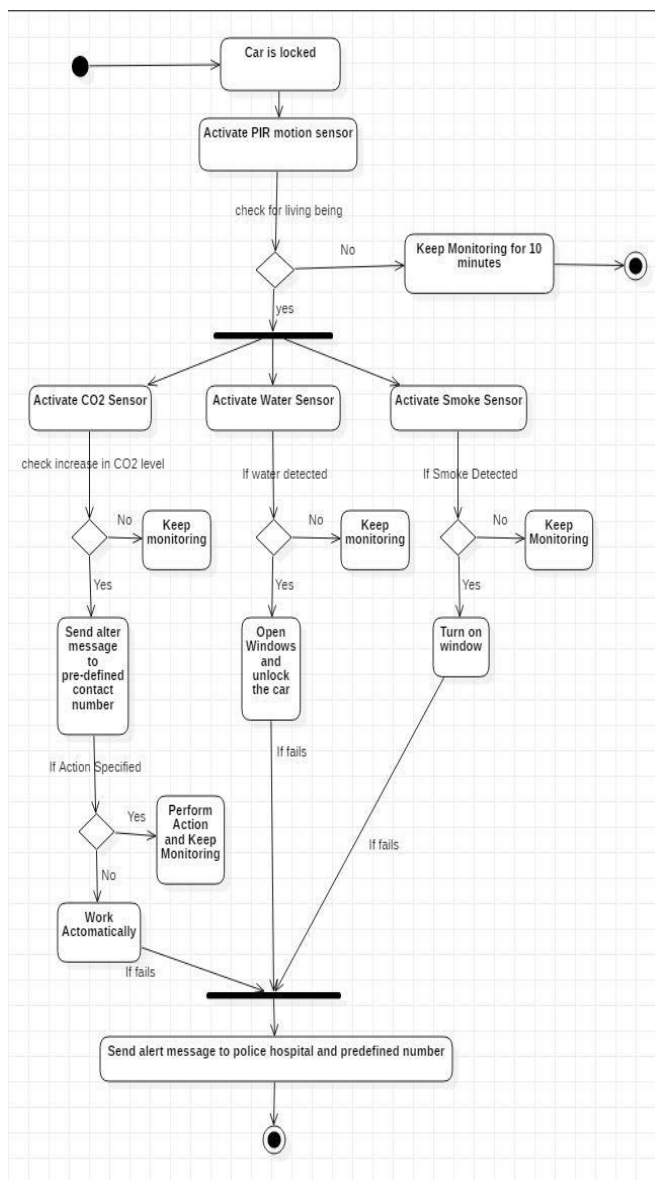 Car is locked
Activate PIR motion sensor
check for living being
No
Keep Monitoring for 10
minutes
yes
Activate CO2 Sensor
Activate Water Sensor
Activate Smoke Sensor
check increase in CO2 level
If water detected
If Smoke Detected
No
Keep
monitoring
No
Keep
monitoring
No
Keep
Monitoring
Yes
Yes
Yes
Send alter
message
to
pre-defined
contact
number
Open
Windows
and
unlock
the car
Turn on
window
If fails
If Action Specified
Yes
Perform
Action
and Keep
Monitoring
If fails
No
Work
Actomatically
If fails
Send alert message to police hospital and predefined number